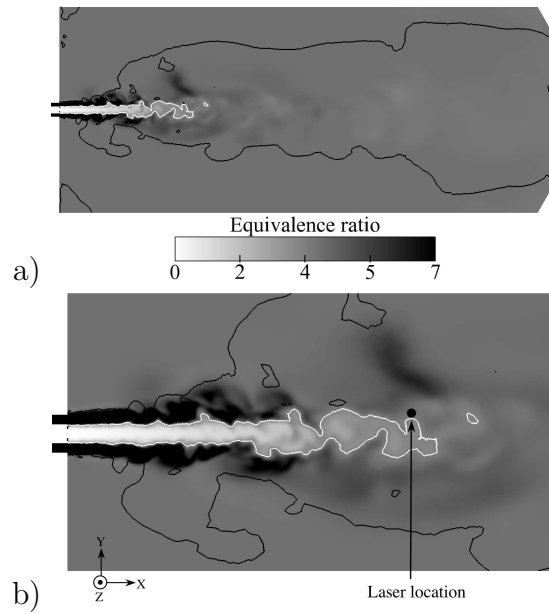 a)
Equivalence ratio
0 2 4 5 7
b)
Y
Z X
Laser location